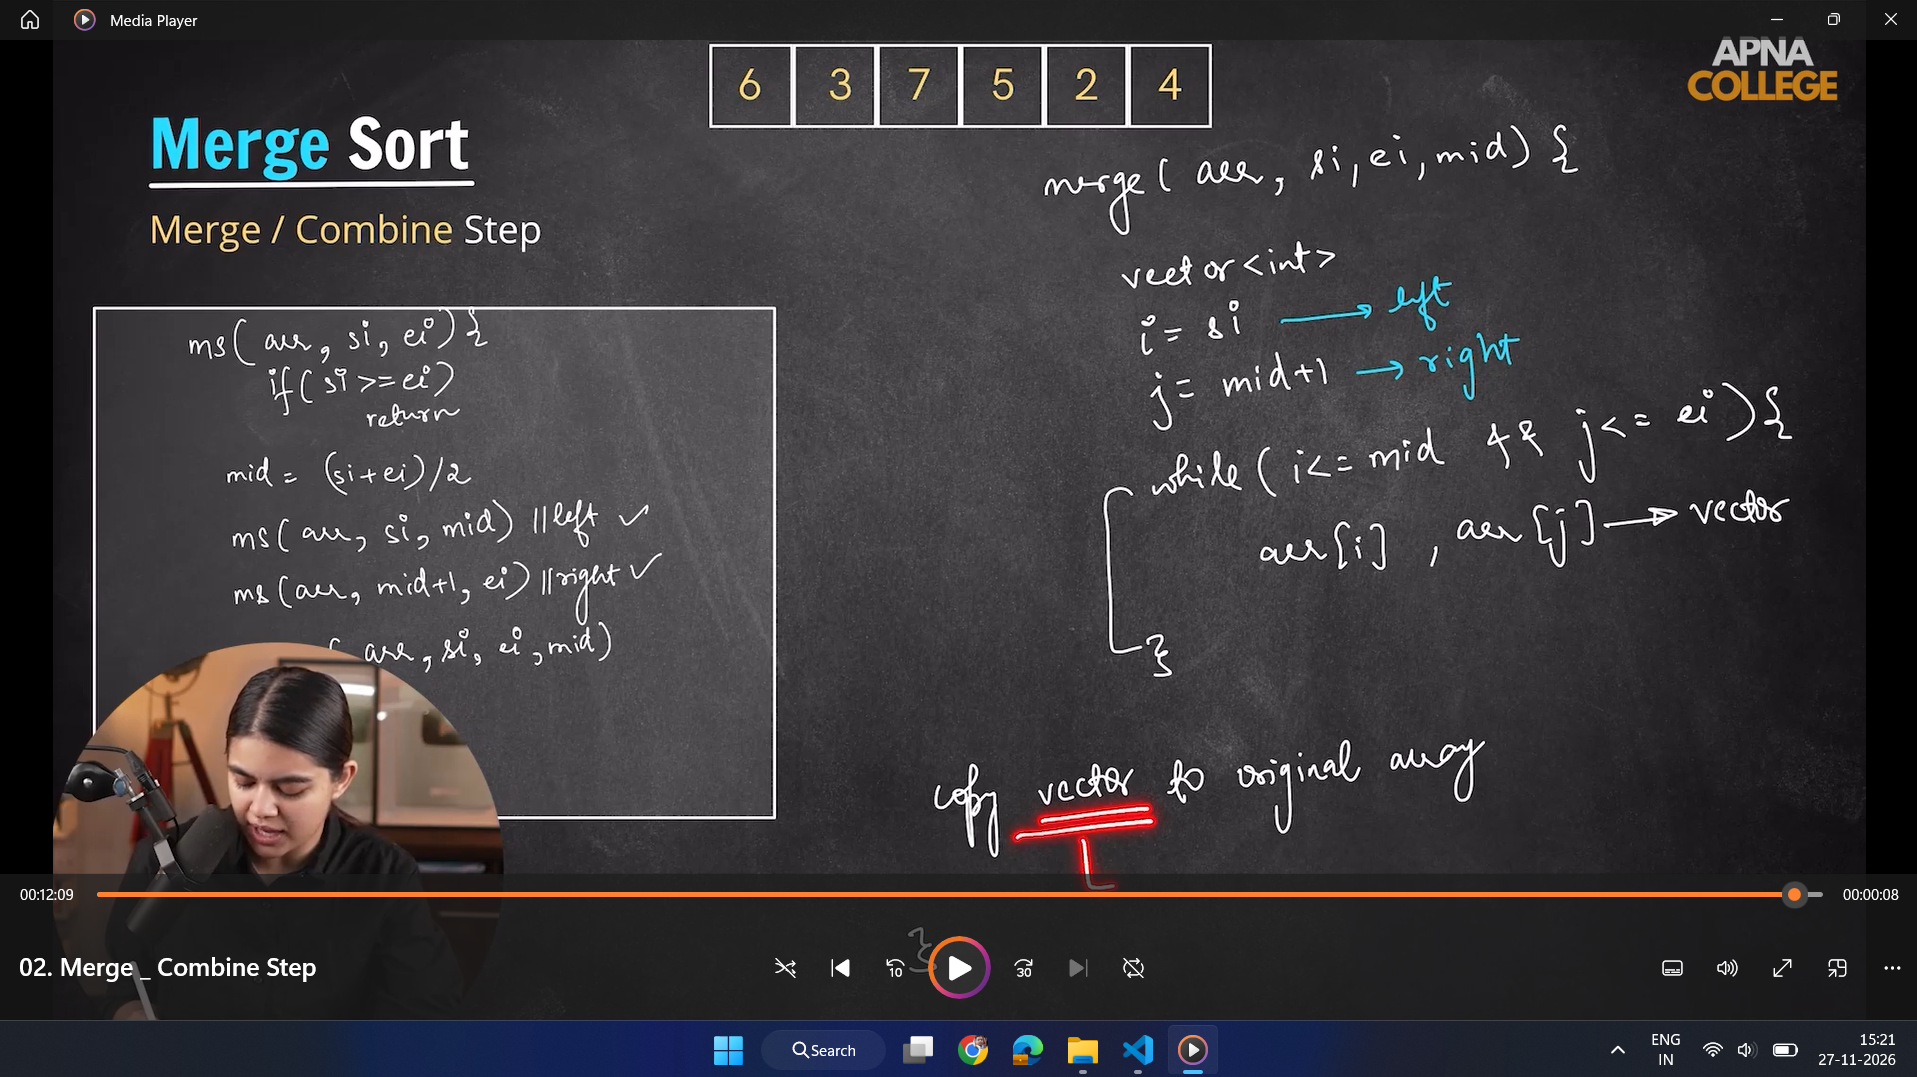 Media Player
APNA
COLLEGE
6 3 7 5 2 4
Merge Sort
Merge / Combine Step
ms( arr, si, ei) {
if( si >= ei)
return
mid = (si + ei)/2
ms( arr, si, mid) ||left ✓
ms( arr, mid+1, ei) ||right ✓
( arr, si, ei, mid)
merge( arr, si, ei, mid) {
vector<int>
i = si → left
j = mid+1 → right
while( i<= mid && j<= ei) {
arr[i] , arr[j] → vector
}
copy vector to original array
}
00:12:09
00:00:08
02. Merge _ Combine Step
10
30
Search
ENG
IN
15:21
27-11-2026